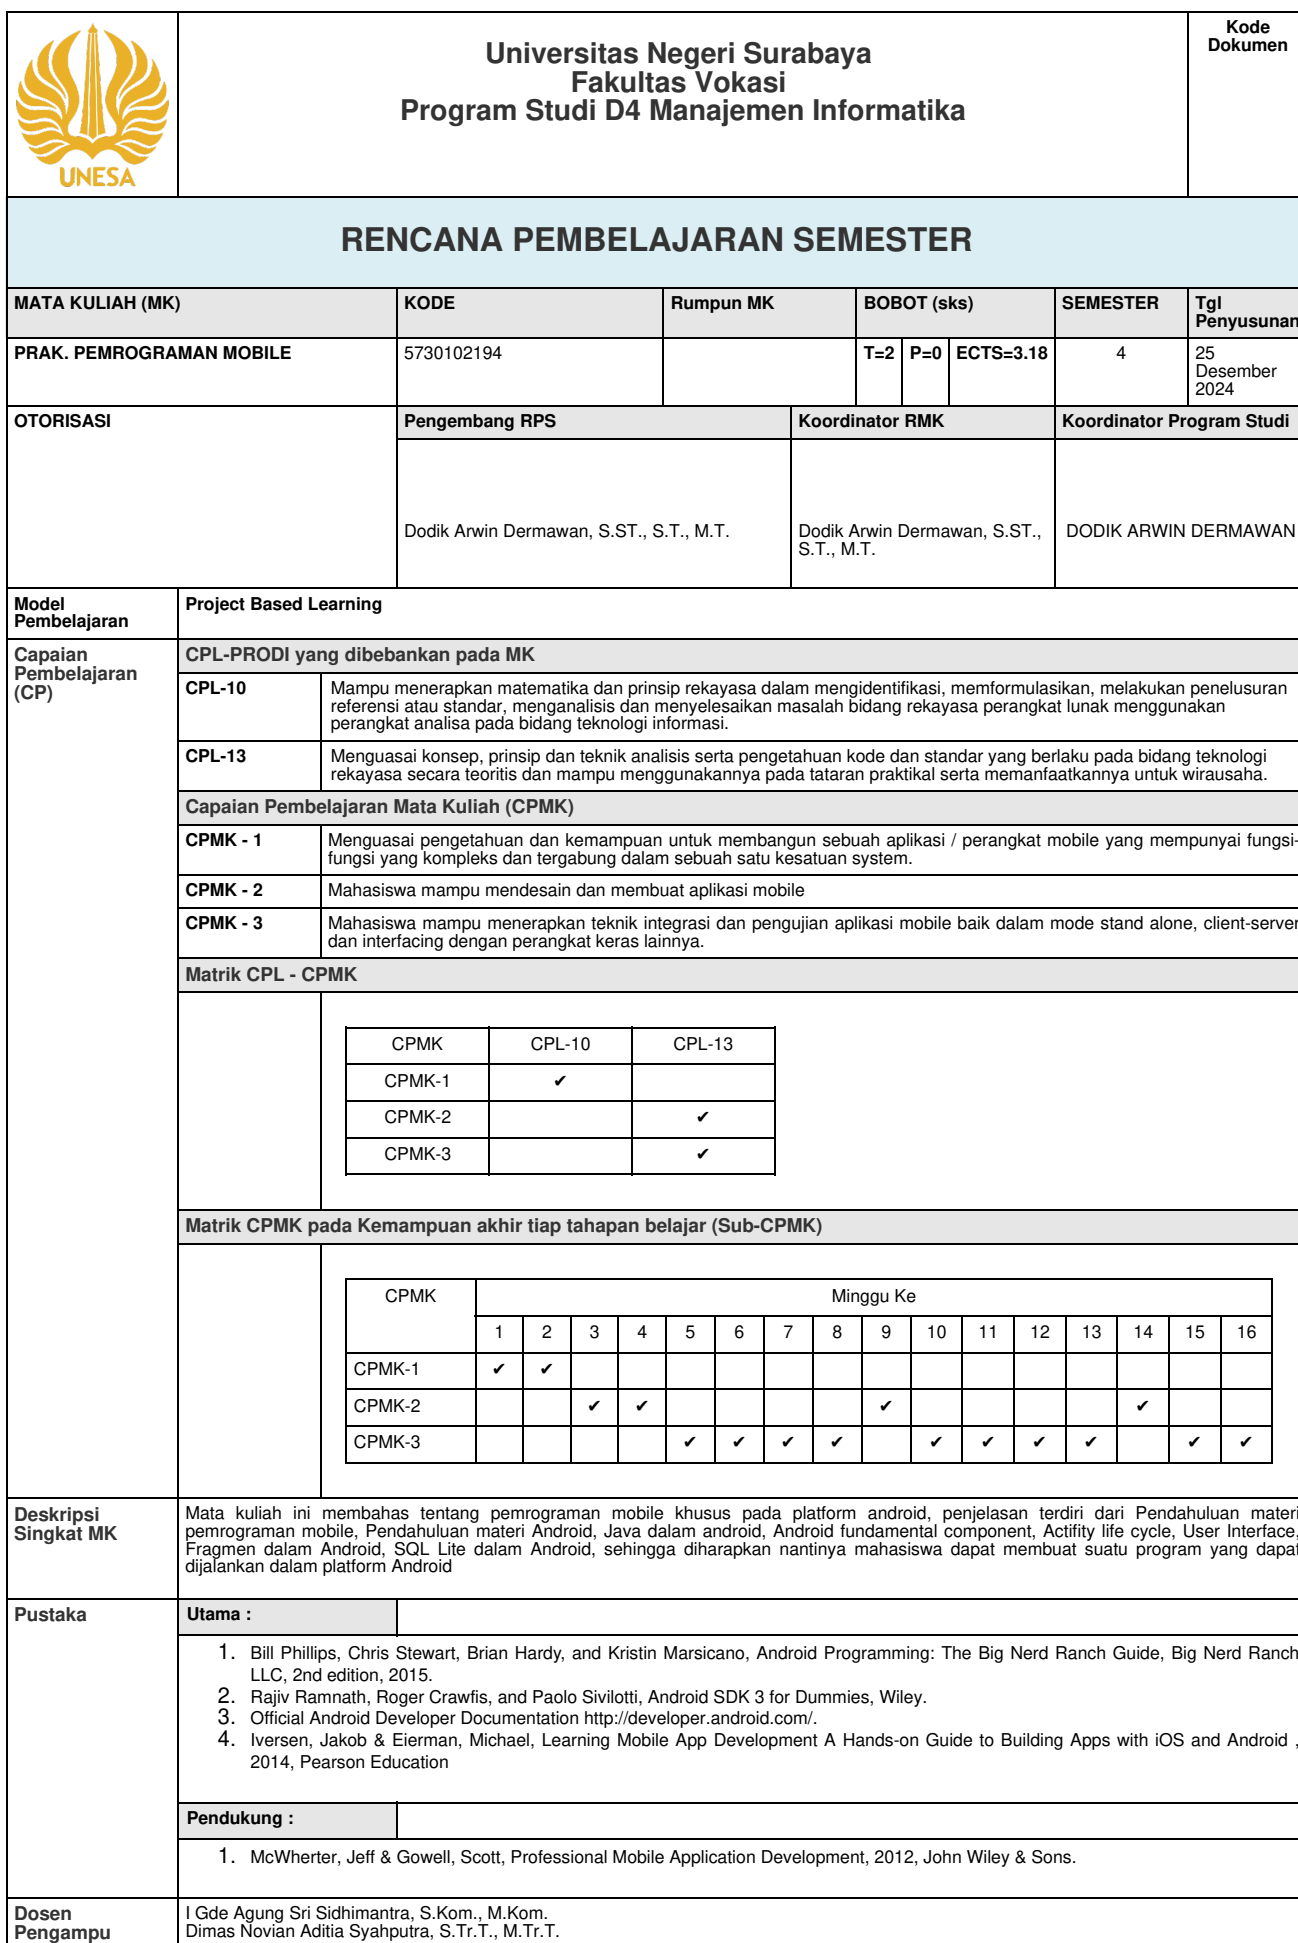 UNESA
Universitas Negeri Surabaya
Fakultas Vokasi
Program Studi D4 Manajemen Informatika
Kode
Dokumen
RENCANA PEMBELAJARAN SEMESTER
MATA KULIAH (MK) KODE Rumpun MK BOBOT (sks) SEMESTER Tgl
Penyusunan
PRAK. PEMROGRAMAN MOBILE 5730102194 T=2 P=0 ECTS=3.18 4 25
Desember
2024
OTORISASI Pengembang RPS Koordinator RMK Koordinator Program Studi
Dodik Arwin Dermawan, S.ST., S.T., M.T. Dodik Arwin Dermawan, S.ST., DODIK ARWIN DERMAWAN
S.T., M.T.
Model
Pembelajaran
Project Based Learning
Capaian
Pembelajaran
(CP)
CPL-PRODI yang dibebankan pada MK
CPL-10 Mampu menerapkan matematika dan prinsip rekayasa dalam mengidentifikasi, memformulasikan, melakukan penelusuran
referensi atau standar, menganalisis dan menyelesaikan masalah bidang rekayasa perangkat lunak menggunakan
perangkat analisa pada bidang teknologi informasi.
CPL-13 Menguasai konsep, prinsip dan teknik analisis serta pengetahuan kode dan standar yang berlaku pada bidang teknologi
rekayasa secara teoritis dan mampu menggunakannya pada tataran praktikal serta memanfaatkannya untuk wirausaha.
Capaian Pembelajaran Mata Kuliah (CPMK)
CPMK - 1 Menguasai pengetahuan dan kemampuan untuk membangun sebuah aplikasi / perangkat mobile yang mempunyai fungsi-
fungsi yang kompleks dan tergabung dalam sebuah satu kesatuan system.
CPMK - 2 Mahasiswa mampu mendesain dan membuat aplikasi mobile
CPMK - 3 Mahasiswa mampu menerapkan teknik integrasi dan pengujian aplikasi mobile baik dalam mode stand alone, client-server
dan interfacing dengan perangkat keras lainnya.
Matrik CPL - CPMK
CPMK CPL-10 CPL-13
CPMK-1 ✔
CPMK-2 ✔
CPMK-3 ✔
Matrik CPMK pada Kemampuan akhir tiap tahapan belajar (Sub-CPMK)
CPMK Minggu Ke
1 2 3 4 5 6 7 8 9 10 11 12 13 14 15 16
CPMK-1 ✔ ✔
CPMK-2 ✔ ✔ ✔ ✔
CPMK-3 ✔ ✔ ✔ ✔ ✔ ✔ ✔ ✔ ✔ ✔
Deskripsi
Singkat MK
Mata kuliah ini membahas tentang pemrograman mobile khusus pada platform android, penjelasan terdiri dari Pendahuluan materi
pemrograman mobile, Pendahuluan materi Android, Java dalam android, Android fundamental component, Actifity life cycle, User Interface,
Fragmen dalam Android, SQL Lite dalam Android, sehingga diharapkan nantinya mahasiswa dapat membuat suatu program yang dapat
dijalankan dalam platform Android
Pustaka
Utama :
1. Bill Phillips, Chris Stewart, Brian Hardy, and Kristin Marsicano, Android Programming: The Big Nerd Ranch Guide, Big Nerd Ranch
LLC, 2nd edition, 2015.
2. Rajiv Ramnath, Roger Crawfis, and Paolo Sivilotti, Android SDK 3 for Dummies, Wiley.
3. Official Android Developer Documentation http://developer.android.com/.
4. Iversen, Jakob & Eierman, Michael, Learning Mobile App Development A Hands-on Guide to Building Apps with iOS and Android ,
2014, Pearson Education
Pendukung :
1. McWherter, Jeff & Gowell, Scott, Professional Mobile Application Development, 2012, John Wiley & Sons.
Dosen
Pengampu
I Gde Agung Sri Sidhimantra, S.Kom., M.Kom.
Dimas Novian Aditia Syahputra, S.Tr.T., M.Tr.T.